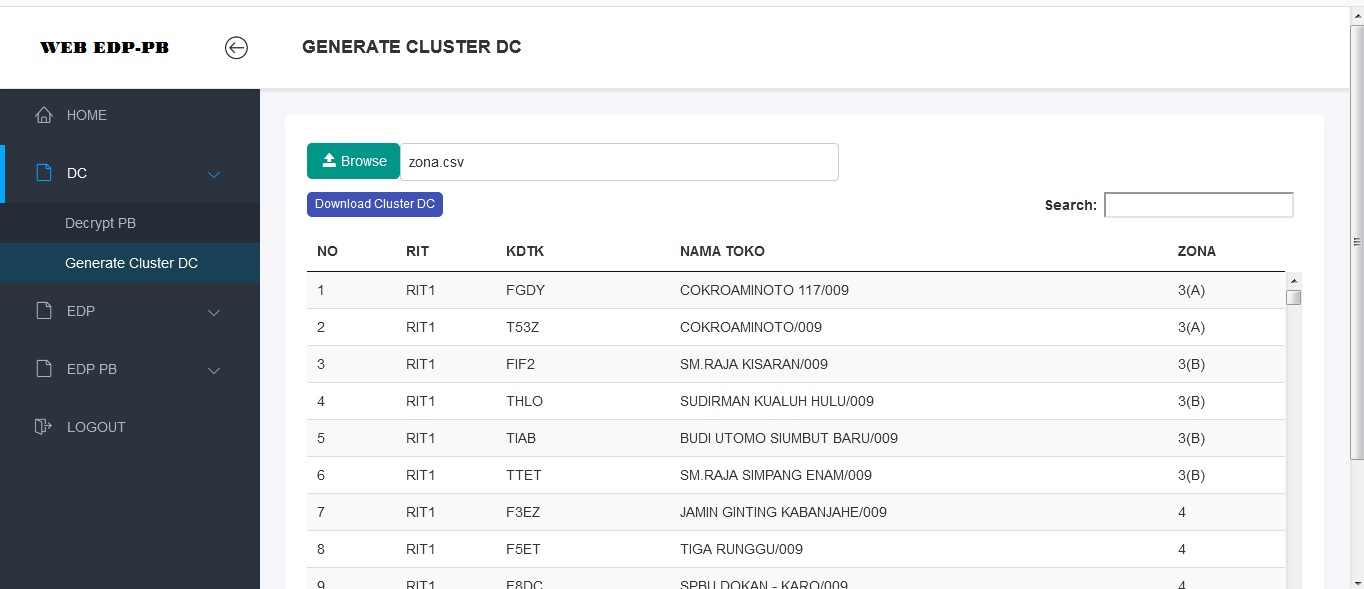 WEB EDP-PB
GENERATE CLUSTER DC
HOME
DC
Decrypt PB
Generate Cluster DC
EDP
EDP PB
LOGOUT
Browse zona.csv
Download Cluster DC
Search:
NO RIT KDTK NAMA TOKO ZONA
1 RIT1 FGDY COKROAMINOTO 117/009 3(A)
2 RIT1 T53Z COKROAMINOTO/009 3(A)
3 RIT1 FIF2 SM.RAJA KISARAN/009 3(B)
4 RIT1 THLO SUDIRMAN KUALUH HULU/009 3(B)
5 RIT1 TIAB BUDI UTOMO SIUMBUT BARU/009 3(B)
6 RIT1 TTET SM.RAJA SIMPANG ENAM/009 3(B)
7 RIT1 F3EZ JAMIN GINTING KABANJAHE/009 4
8 RIT1 F5ET TIGA RUNGGU/009 4
9 RIT1 F8DC SPBU DOKAN - KARO/009 4